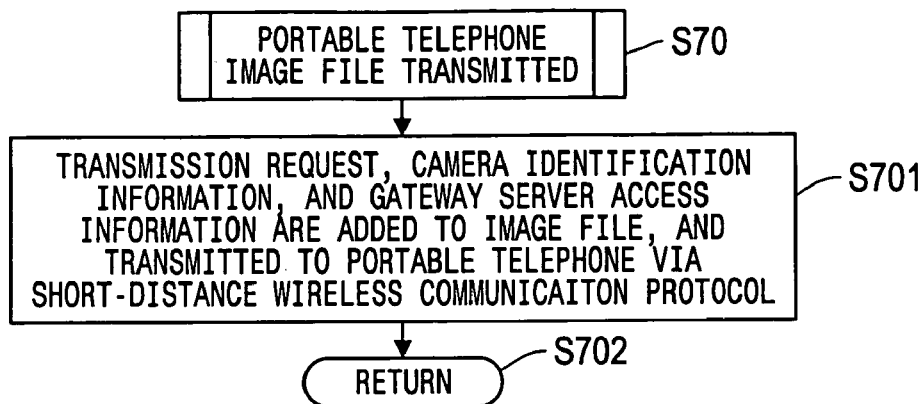 PORTABLE TELEPHONE
IMAGE FILE TRANSMITTED
S70
TRANSMISSION REQUEST, CAMERA IDENTIFICATION
INFORMATION, AND GATEWAY SERVER ACCESS
INFORMATION ARE ADDED TO IMAGE FILE, AND
TRANSMITTED TO PORTABLE TELEPHONE VIA
SHORT-DISTANCE WIRELESS COMMUNICAITON PROTOCOL
S701
RETURN
S702